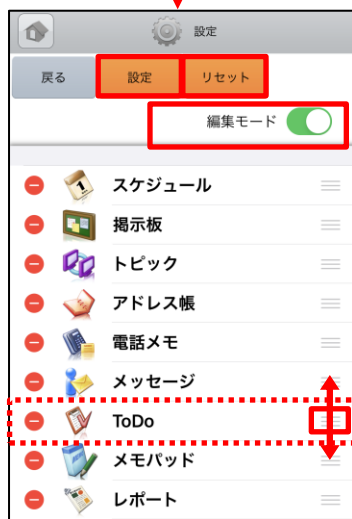 設定
戻る 設定 リセット
編集モード
スケジュール
掲示板
トピック
アドレス帳
電話メモ
メッセージ
ToDo
メモパッド
レポート